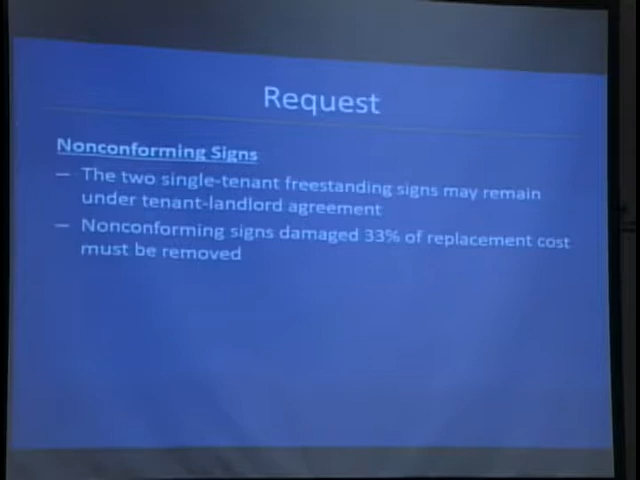 Request
Nonconforming Signs
– The two single-tenant freestanding signs may remain
under tenant-landlord agreement
– Nonconforming signs damaged 33% of replacement cost
must be removed